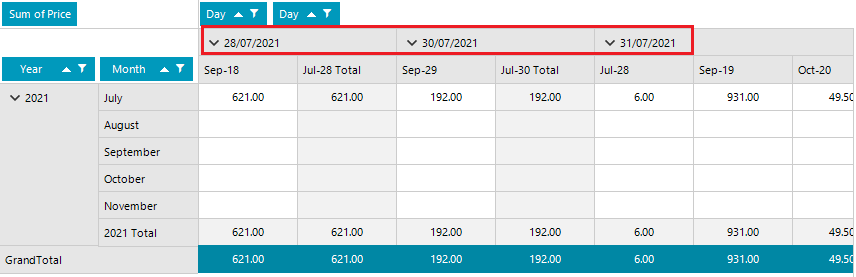 Sum of Price Day Day
28/07/2021 30/07/2021 31/07/2021
Year Month Sep-18 Jul-28 Total Sep-29 Jul-30 Total Jul-28 Sep-19 Oct-20
2021 July 621.00 621.00 192.00 192.00 6.00 931.00 49.50
August
September
October
November
2021 Total 621.00 621.00 192.00 192.00 6.00 931.00 49.50
GrandTotal 621.00 621.00 192.00 192.00 6.00 931.00 49.50